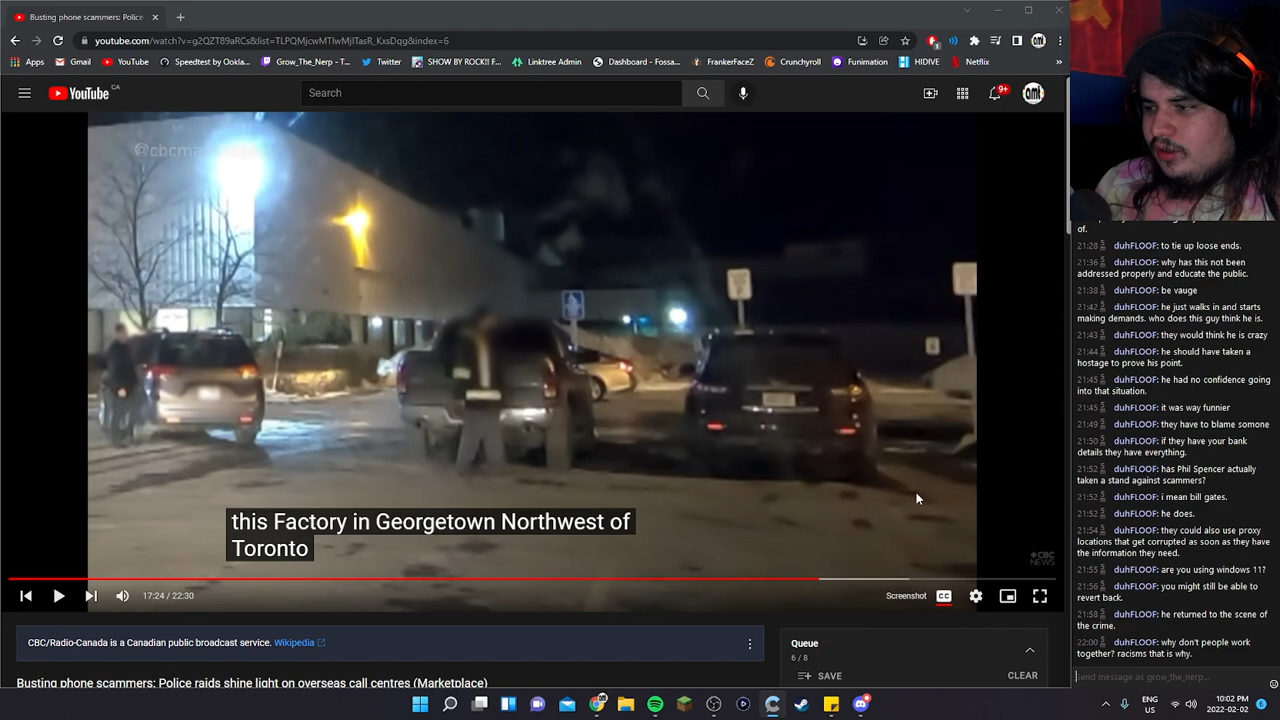 Busting phone scammers: Police
youtube.com/watch?v=g2QZT89aRCs&list=TLPQMjcwMTIwMjITasR_KxsDqg&index=6
Apps
Gmail
YouTube
Speedtest by Ookla...
Grow_The_Nerp - T...
Twitter
SHOW BY ROCK!! F...
Linktree Admin
Dashboard - Fossa...
FrankerFaceZ
Crunchyroll
Funimation
HIDIVE
Netflix
»
YouTube CA
Search
9+
amt
this Factory in Georgetown Northwest of
Toronto
CBC
NEWS
17:24 / 22:30
Screenshot
CC
CBC/Radio-Canada is a Canadian public broadcast service. Wikipedia
Queue
6 / 8
SAVE
CLEAR
Busting phone scammers: Police raids shine light on overseas call centres (Marketplace)
of.
21:28 duhFLOOF: to tie up loose ends.
21:36 duhFLOOF: why has this not been
addressed properly and educate the public.
21:38 duhFLOOF: be vauge
21:42 duhFLOOF: he just walks in and starts
making demands. who does this guy think he is.
21:43 duhFLOOF: they would think he is crazy
21:44 duhFLOOF: he should have taken a
hostage to prove his point.
21:45 duhFLOOF: he had no confidence going
into that situation.
21:45 duhFLOOF: it was way funnier
21:49 duhFLOOF: they have to blame somone
21:50 duhFLOOF: if they have your bank
details they have everything.
21:52 duhFLOOF: has Phil Spencer actually
taken a stand against scammers?
21:52 duhFLOOF: i mean bill gates.
21:52 duhFLOOF: he does.
21:54 duhFLOOF: they could also use proxy
locations that get corrupted as soon as they have
the information they need.
21:55 duhFLOOF: are you using windows 11?
21:56 duhFLOOF: you might still be able to
revert back.
21:58 duhFLOOF: he returned to the scene of
the crime.
22:00 duhFLOOF: why don't people work
together? racisms that is why.
Send message as grow_the_nerp...
ENG
US
10:02 PM
2022-02-02
6